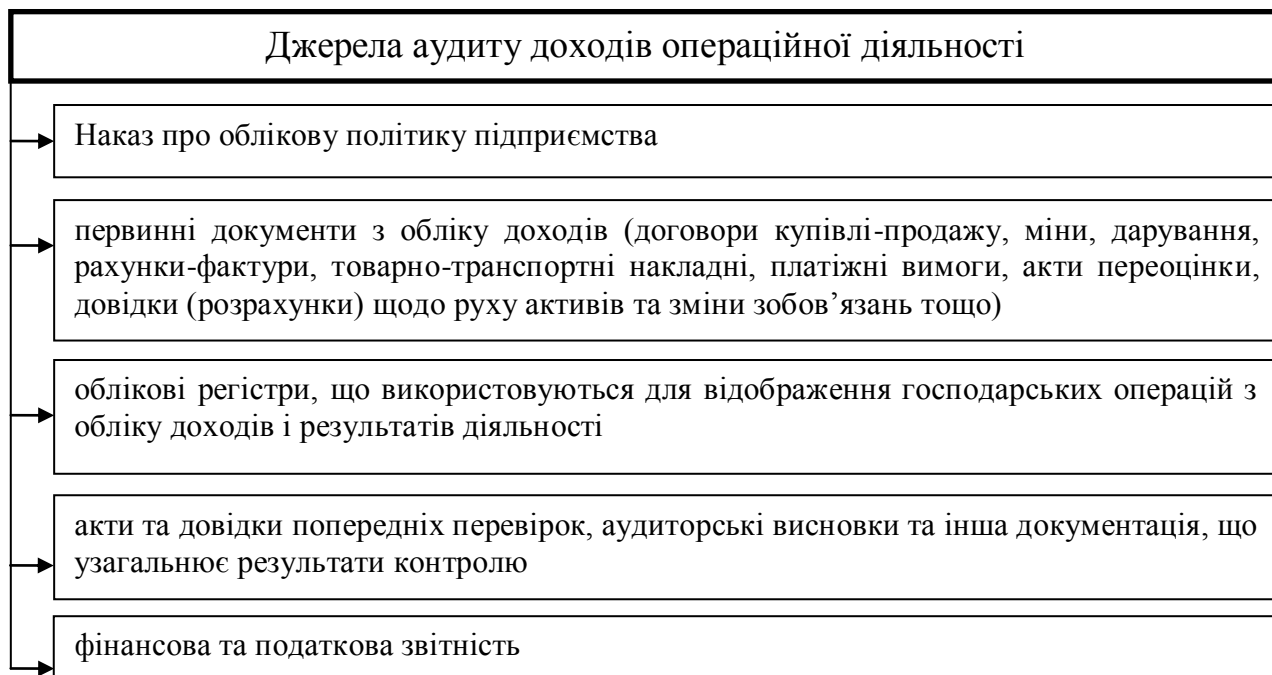 Джерела аудиту доходів операційної діяльності
Наказ про облікову політику підприємства
первинні документи з обліку доходів (договори купівлі-продажу, міни, дарування,
рахунки-фактури, товарно-транспортні накладні, платіжні вимоги, акти переоцінки,
довідки (розрахунки) щодо руху активів та зміни зобов’язань тощо)
облікові регістри, що використовуються для відображення господарських операцій з
обліку доходів і результатів діяльності
акти та довідки попередніх перевірок, аудиторські висновки та інша документація, що
узагальнює результати контролю
фінансова та податкова звітність